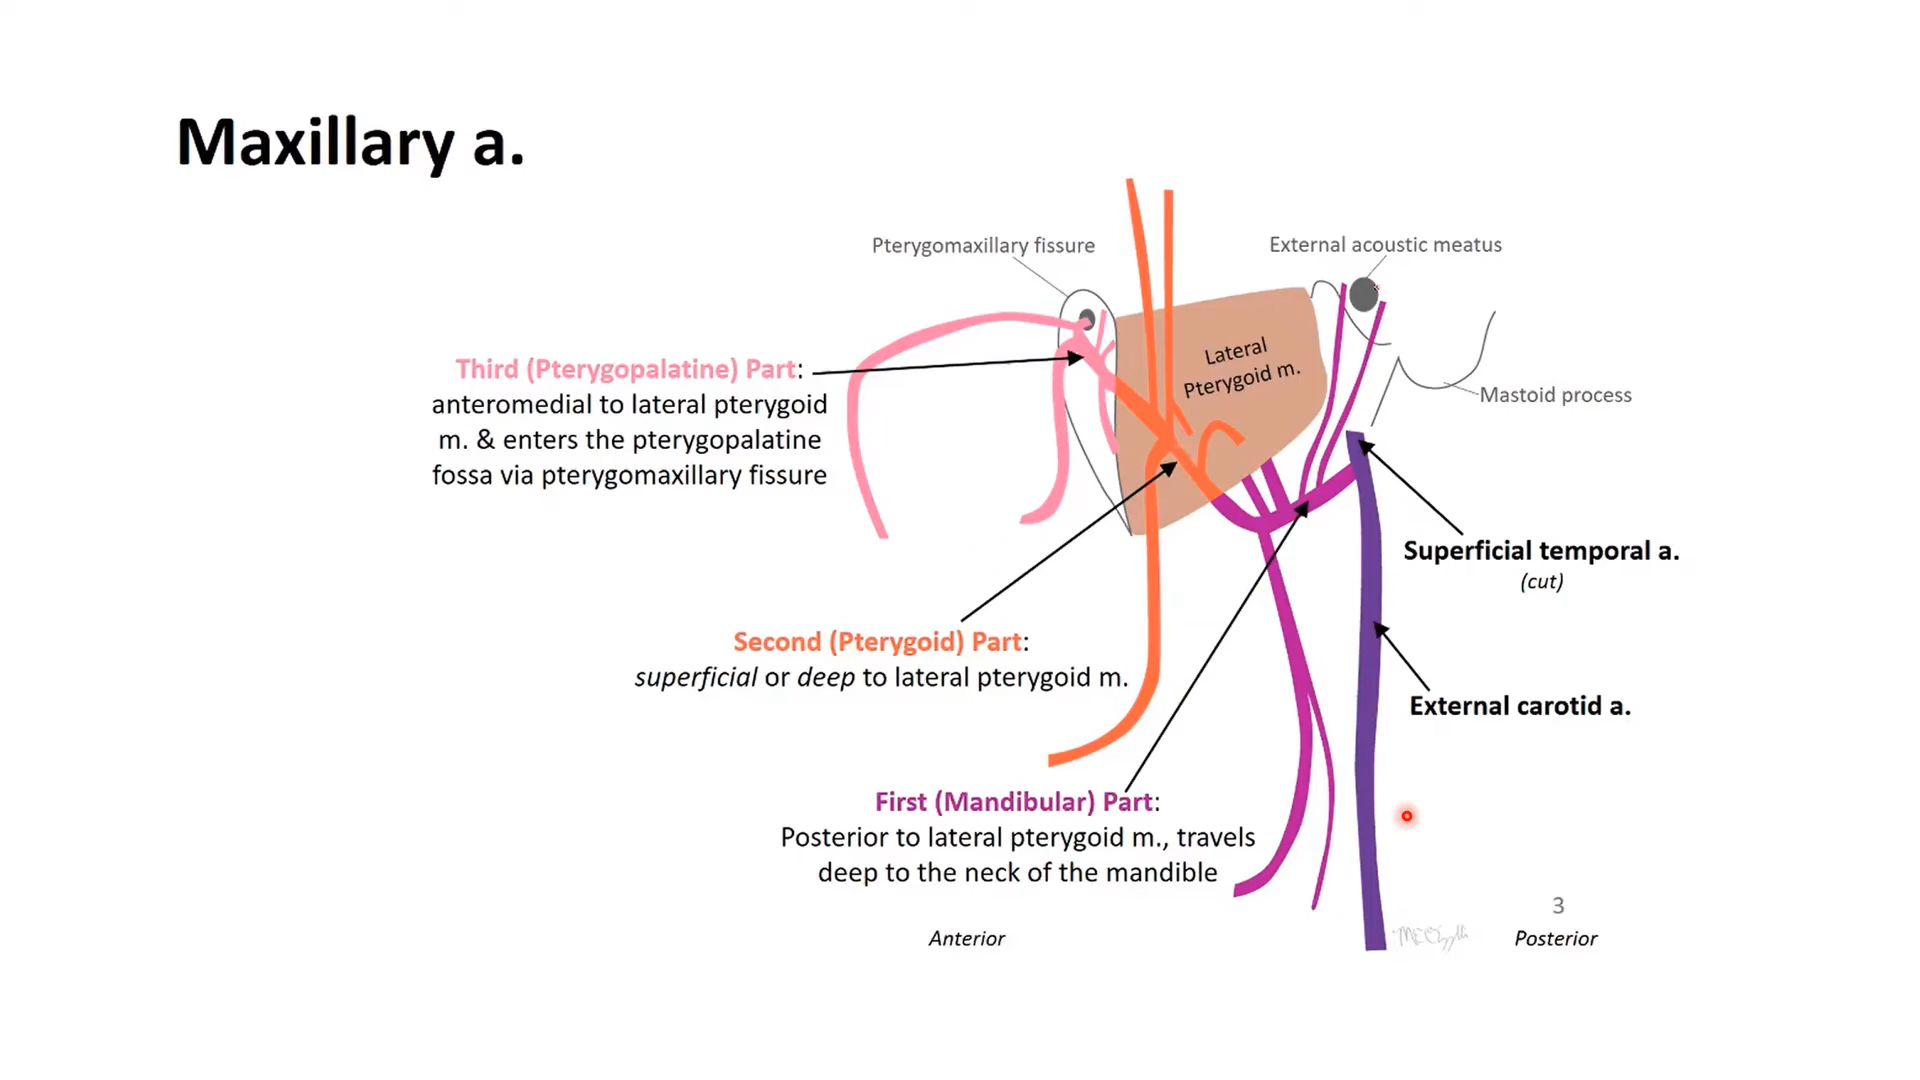 Maxillary a.
Pterygomaxillary fissure
External acoustic meatus
Lateral
Pterygoid m.
Mastoid process
Third (Pterygopalatine) Part:
anteromedial to lateral pterygoid
m. & enters the pterygopalatine
fossa via pterygomaxillary fissure
Superficial temporal a.
(cut)
Second (Pterygoid) Part:
superficial or deep to lateral pterygoid m.
External carotid a.
First (Mandibular) Part:
Posterior to lateral pterygoid m., travels
deep to the neck of the mandible
3
Anterior
Posterior